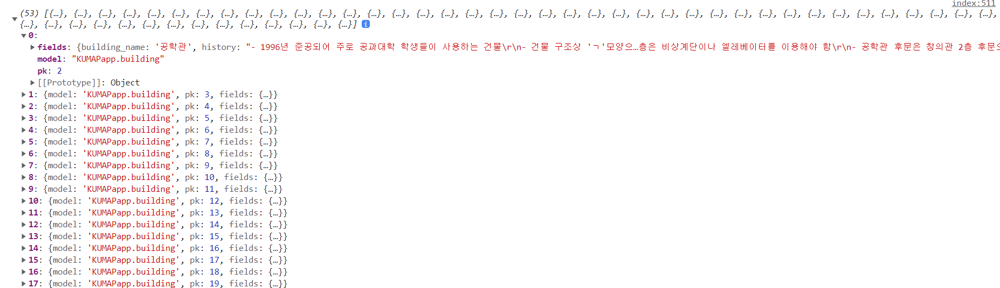 index:511
(53) [{…}, {…}, {…}, {…}, {…}, {…}, {…}, {…}, {…}, {…}, {…}, {…}, {…}, {…}, {…}, {…}, {…}, {…}, {…}, {…}, {…}, {…}, {…}, {…}, {…}, {…}, {…}, {…}, {…}, {…}, {…}, {…}, {…}, {…}, {…}, {…}, {…}, {…}, {…},
{…}, {…}, {…}, {…}, {…}, {…}, {…}, {…}, {…}, {…}, {…}, {…}, {…}, {…}] i
0:
fields: {building_name: '공학관', history: "- 1996년 준공되어 주로 공과대학 학생들이 사용하는 건물\r\n- 건물 구조상 'ㄱ'모양으…층은 비상계단이나 엘레베이터를 이용해야 함\r\n- 공학관 후문은 창의관 2층 후문으
model: "KUMAPapp.building"
pk: 2
[[Prototype]]: Object
1: {model: 'KUMAPapp.building', pk: 3, fields: {…}}
2: {model: 'KUMAPapp.building', pk: 4, fields: {…}}
3: {model: 'KUMAPapp.building', pk: 5, fields: {…}}
4: {model: 'KUMAPapp.building', pk: 6, fields: {…}}
5: {model: 'KUMAPapp.building', pk: 7, fields: {…}}
6: {model: 'KUMAPapp.building', pk: 8, fields: {…}}
7: {model: 'KUMAPapp.building', pk: 9, fields: {…}}
8: {model: 'KUMAPapp.building', pk: 10, fields: {…}}
9: {model: 'KUMAPapp.building', pk: 11, fields: {…}}
10: {model: 'KUMAPapp.building', pk: 12, fields: {…}}
11: {model: 'KUMAPapp.building', pk: 13, fields: {…}}
12: {model: 'KUMAPapp.building', pk: 14, fields: {…}}
13: {model: 'KUMAPapp.building', pk: 15, fields: {…}}
14: {model: 'KUMAPapp.building', pk: 16, fields: {…}}
15: {model: 'KUMAPapp.building', pk: 17, fields: {…}}
16: {model: 'KUMAPapp.building', pk: 18, fields: {…}}
17: {model: 'KUMAPapp.building', pk: 19, fields: {…}}